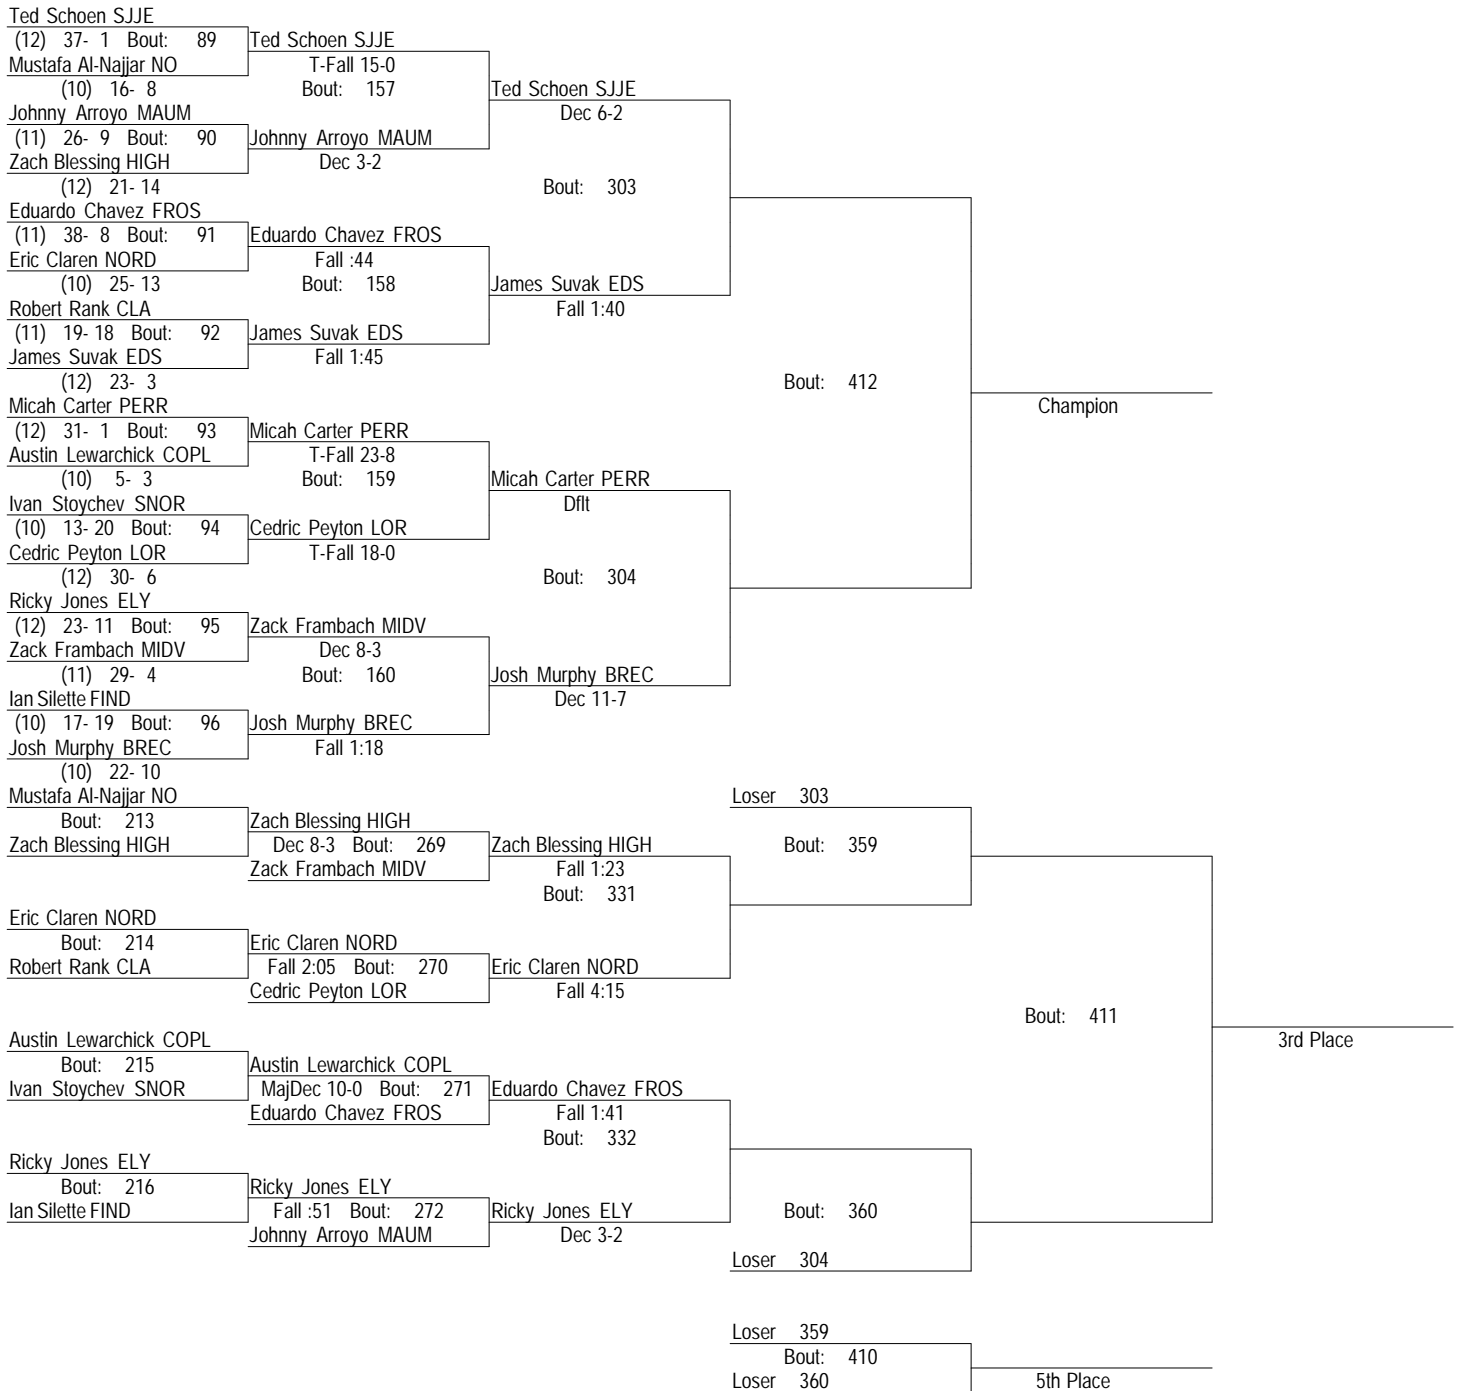 Ted Schoen SJJE
(12) 37- 1 Bout: 89 Ted Schoen SJJE
Mustafa Al-Najjar NO T-Fall 15-0
(10) 16- 8 Bout: 157 Ted Schoen SJJE
Johnny Arroyo MAUM Dec 6-2
(11) 26- 9 Bout: 90 Johnny Arroyo MAUM
Zach Blessing HIGH Dec 3-2
(12) 21- 14 Bout: 303
Eduardo Chavez FROS
(11) 38- 8 Bout: 91 Eduardo Chavez FROS
Eric Claren NORD Fall :44
(10) 25- 13 Bout: 158 James Suvak EDS
Robert Rank CLA Fall 1:40
(11) 19- 18 Bout: 92 James Suvak EDS
James Suvak EDS Fall 1:45
(12) 23- 3 Bout: 412
Micah Carter PERR Champion
(12) 31- 1 Bout: 93 Micah Carter PERR
Austin Lewarchick COPL T-Fall 23-8
(10) 5- 3 Bout: 159 Micah Carter PERR
Ivan Stoychev SNOR Dflt
(10) 13- 20 Bout: 94 Cedric Peyton LOR
Cedric Peyton LOR T-Fall 18-0
(12) 30- 6 Bout: 304
Ricky Jones ELY
(12) 23- 11 Bout: 95 Zack Frambach MIDV
Zack Frambach MIDV Dec 8-3
(11) 29- 4 Bout: 160 Josh Murphy BREC
Ian Silette FIND Dec 11-7
(10) 17- 19 Bout: 96 Josh Murphy BREC
Josh Murphy BREC Fall 1:18
(10) 22- 10
Mustafa Al-Najjar NO Loser 303
Bout: 213 Zach Blessing HIGH
Zach Blessing HIGH Dec 8-3 Bout: 269 Zach Blessing HIGH Bout: 359
Zack Frambach MIDV Fall 1:23
Bout: 331
Eric Claren NORD
Bout: 214 Eric Claren NORD
Robert Rank CLA Fall 2:05 Bout: 270 Eric Claren NORD
Cedric Peyton LOR Fall 4:15
Bout: 411
Austin Lewarchick COPL 3rd Place
Bout: 215 Austin Lewarchick COPL
Ivan Stoychev SNOR MajDec 10-0 Bout: 271 Eduardo Chavez FROS
Eduardo Chavez FROS Fall 1:41
Bout: 332
Ricky Jones ELY
Bout: 216 Ricky Jones ELY
Ian Silette FIND Fall :51 Bout: 272 Ricky Jones ELY Bout: 360
Johnny Arroyo MAUM Dec 3-2
Loser 304
Loser 359
Bout: 410
Loser 360 5th Place